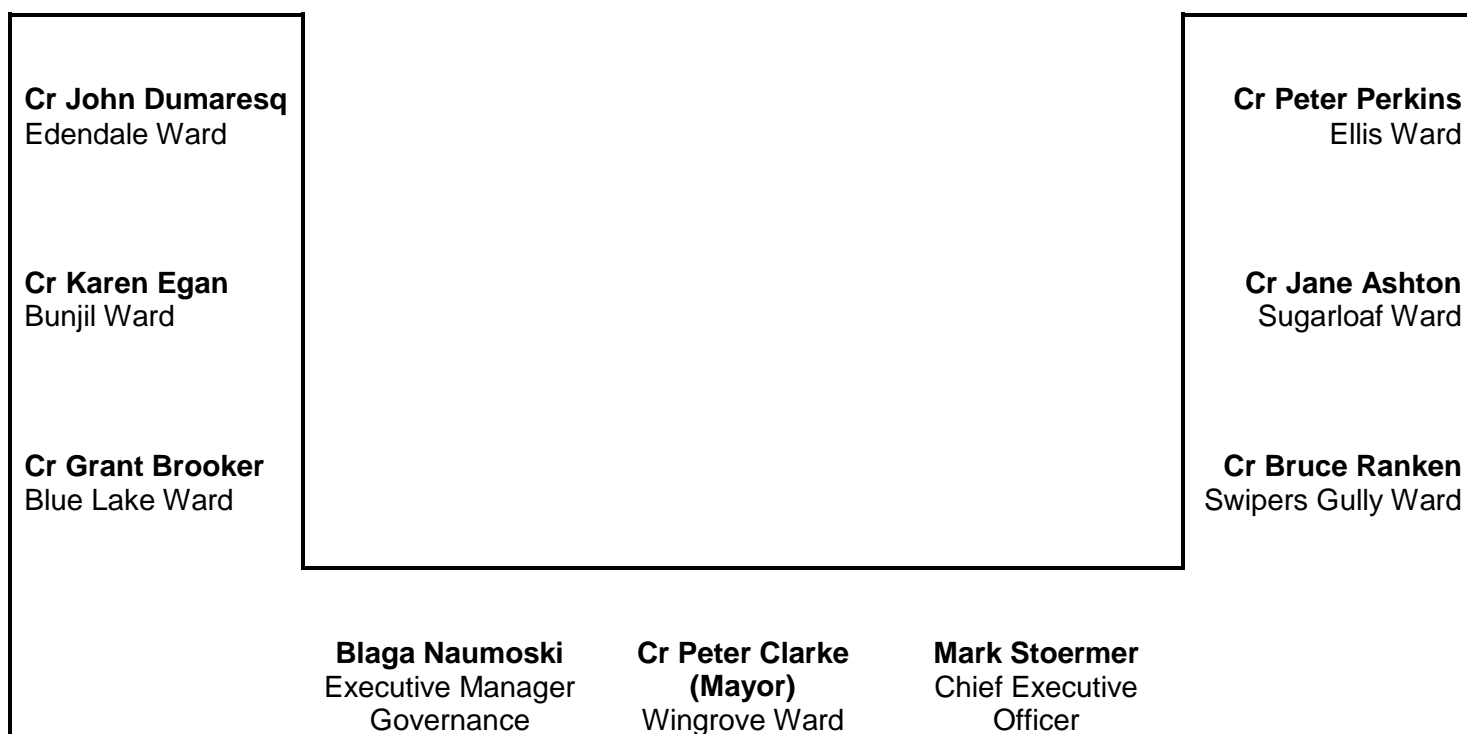 Cr John Dumaresq
Edendale Ward
Cr Peter Perkins
Ellis Ward
Cr Karen Egan
Bunjil Ward
Cr Jane Ashton
Sugarloaf Ward
Cr Grant Brooker
Blue Lake Ward
Cr Bruce Ranken
Swipers Gully Ward
Blaga Naumoski
Executive Manager
Governance
Cr Peter Clarke
(Mayor)
Wingrove Ward
Mark Stoermer
Chief Executive
Officer